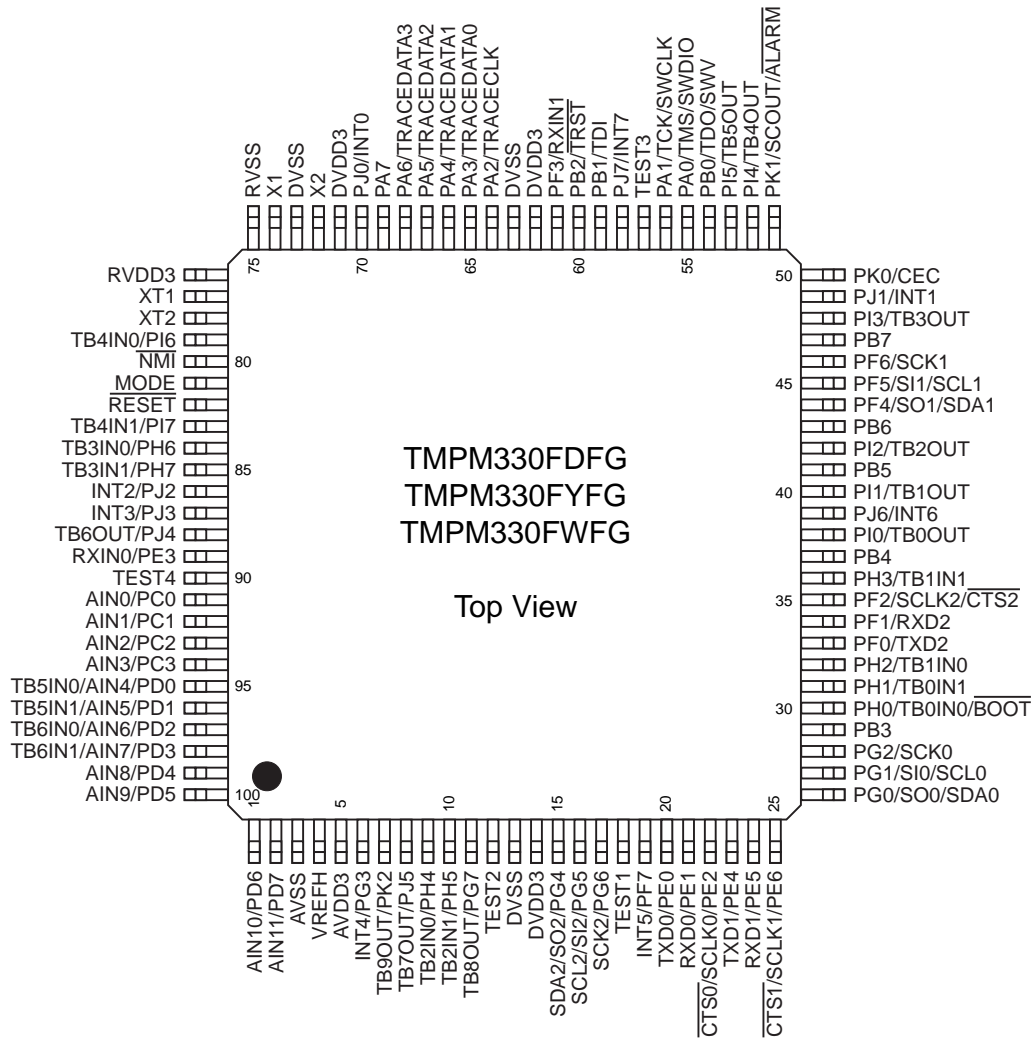 RVSS
X1
DVSS
X2
DVDD3
PJ0/INT0
PA7
PA6/TRACEDATA3
PA5/TRACEDATA2
PA4/TRACEDATA1
PA3/TRACEDATA0
PA2/TRACECLK
DVSS
DVDD3
PF3/RXIN1
PB2/TRST
PB1/TDI
PJ7/INT7
TEST3
PA1/TCK/SWCLK
PA0/TMS/SWDIO
PB0/TDO/SWV
PI5/TB5OUT
PI4/TB4OUT
PK1/SCOUT/ALARM
75
70
65
60
55
RVDD3
XT1
XT2
TB4IN0/PI6
NMI
MODE
RESET
TB4IN1/PI7
TB3IN0/PH6
TB3IN1/PH7
INT2/PJ2
INT3/PJ3
TB6OUT/PJ4
RXIN0/PE3
TEST4
AIN0/PC0
AIN1/PC1
AIN2/PC2
AIN3/PC3
TB5IN0/AIN4/PD0
TB5IN1/AIN5/PD1
TB6IN0/AIN6/PD2
TB6IN1/AIN7/PD3
AIN8/PD4
AIN9/PD5
80
85
90
95
100
TMPM330FDFG
TMPM330FYFG
TMPM330FWFG
Top View
50
45
40
35
30
PK0/CEC
PJ1/INT1
PI3/TB3OUT
PB7
PF6/SCK1
PF5/SI1/SCL1
PF4/SO1/SDA1
PB6
PI2/TB2OUT
PB5
PI1/TB1OUT
PJ6/INT6
PI0/TB0OUT
PB4
PH3/TB1IN1
PF2/SCLK2/CTS2
PF1/RXD2
PF0/TXD2
PH2/TB1IN0
PH1/TB0IN1
PH0/TB0IN0/BOOT
PB3
PG2/SCK0
PG1/SI0/SCL0
PG0/SO0/SDA0
1
5
10
15
20
25
AIN10/PD6
AIN11/PD7
AVSS
VREFH
AVDD3
INT4/PG3
TB9OUT/PK2
TB7OUT/PJ5
TB2IN0/PH4
TB2IN1/PH5
TB8OUT/PG7
TEST2
DVSS
DVDD3
SDA2/SO2/PG4
SCL2/SI2/PG5
SCK2/PG6
TEST1
INT5/PF7
TXD0/PE0
RXD0/PE1
CTS0/SCLK0/PE2
TXD1/PE4
RXD1/PE5
CTS1/SCLK1/PE6